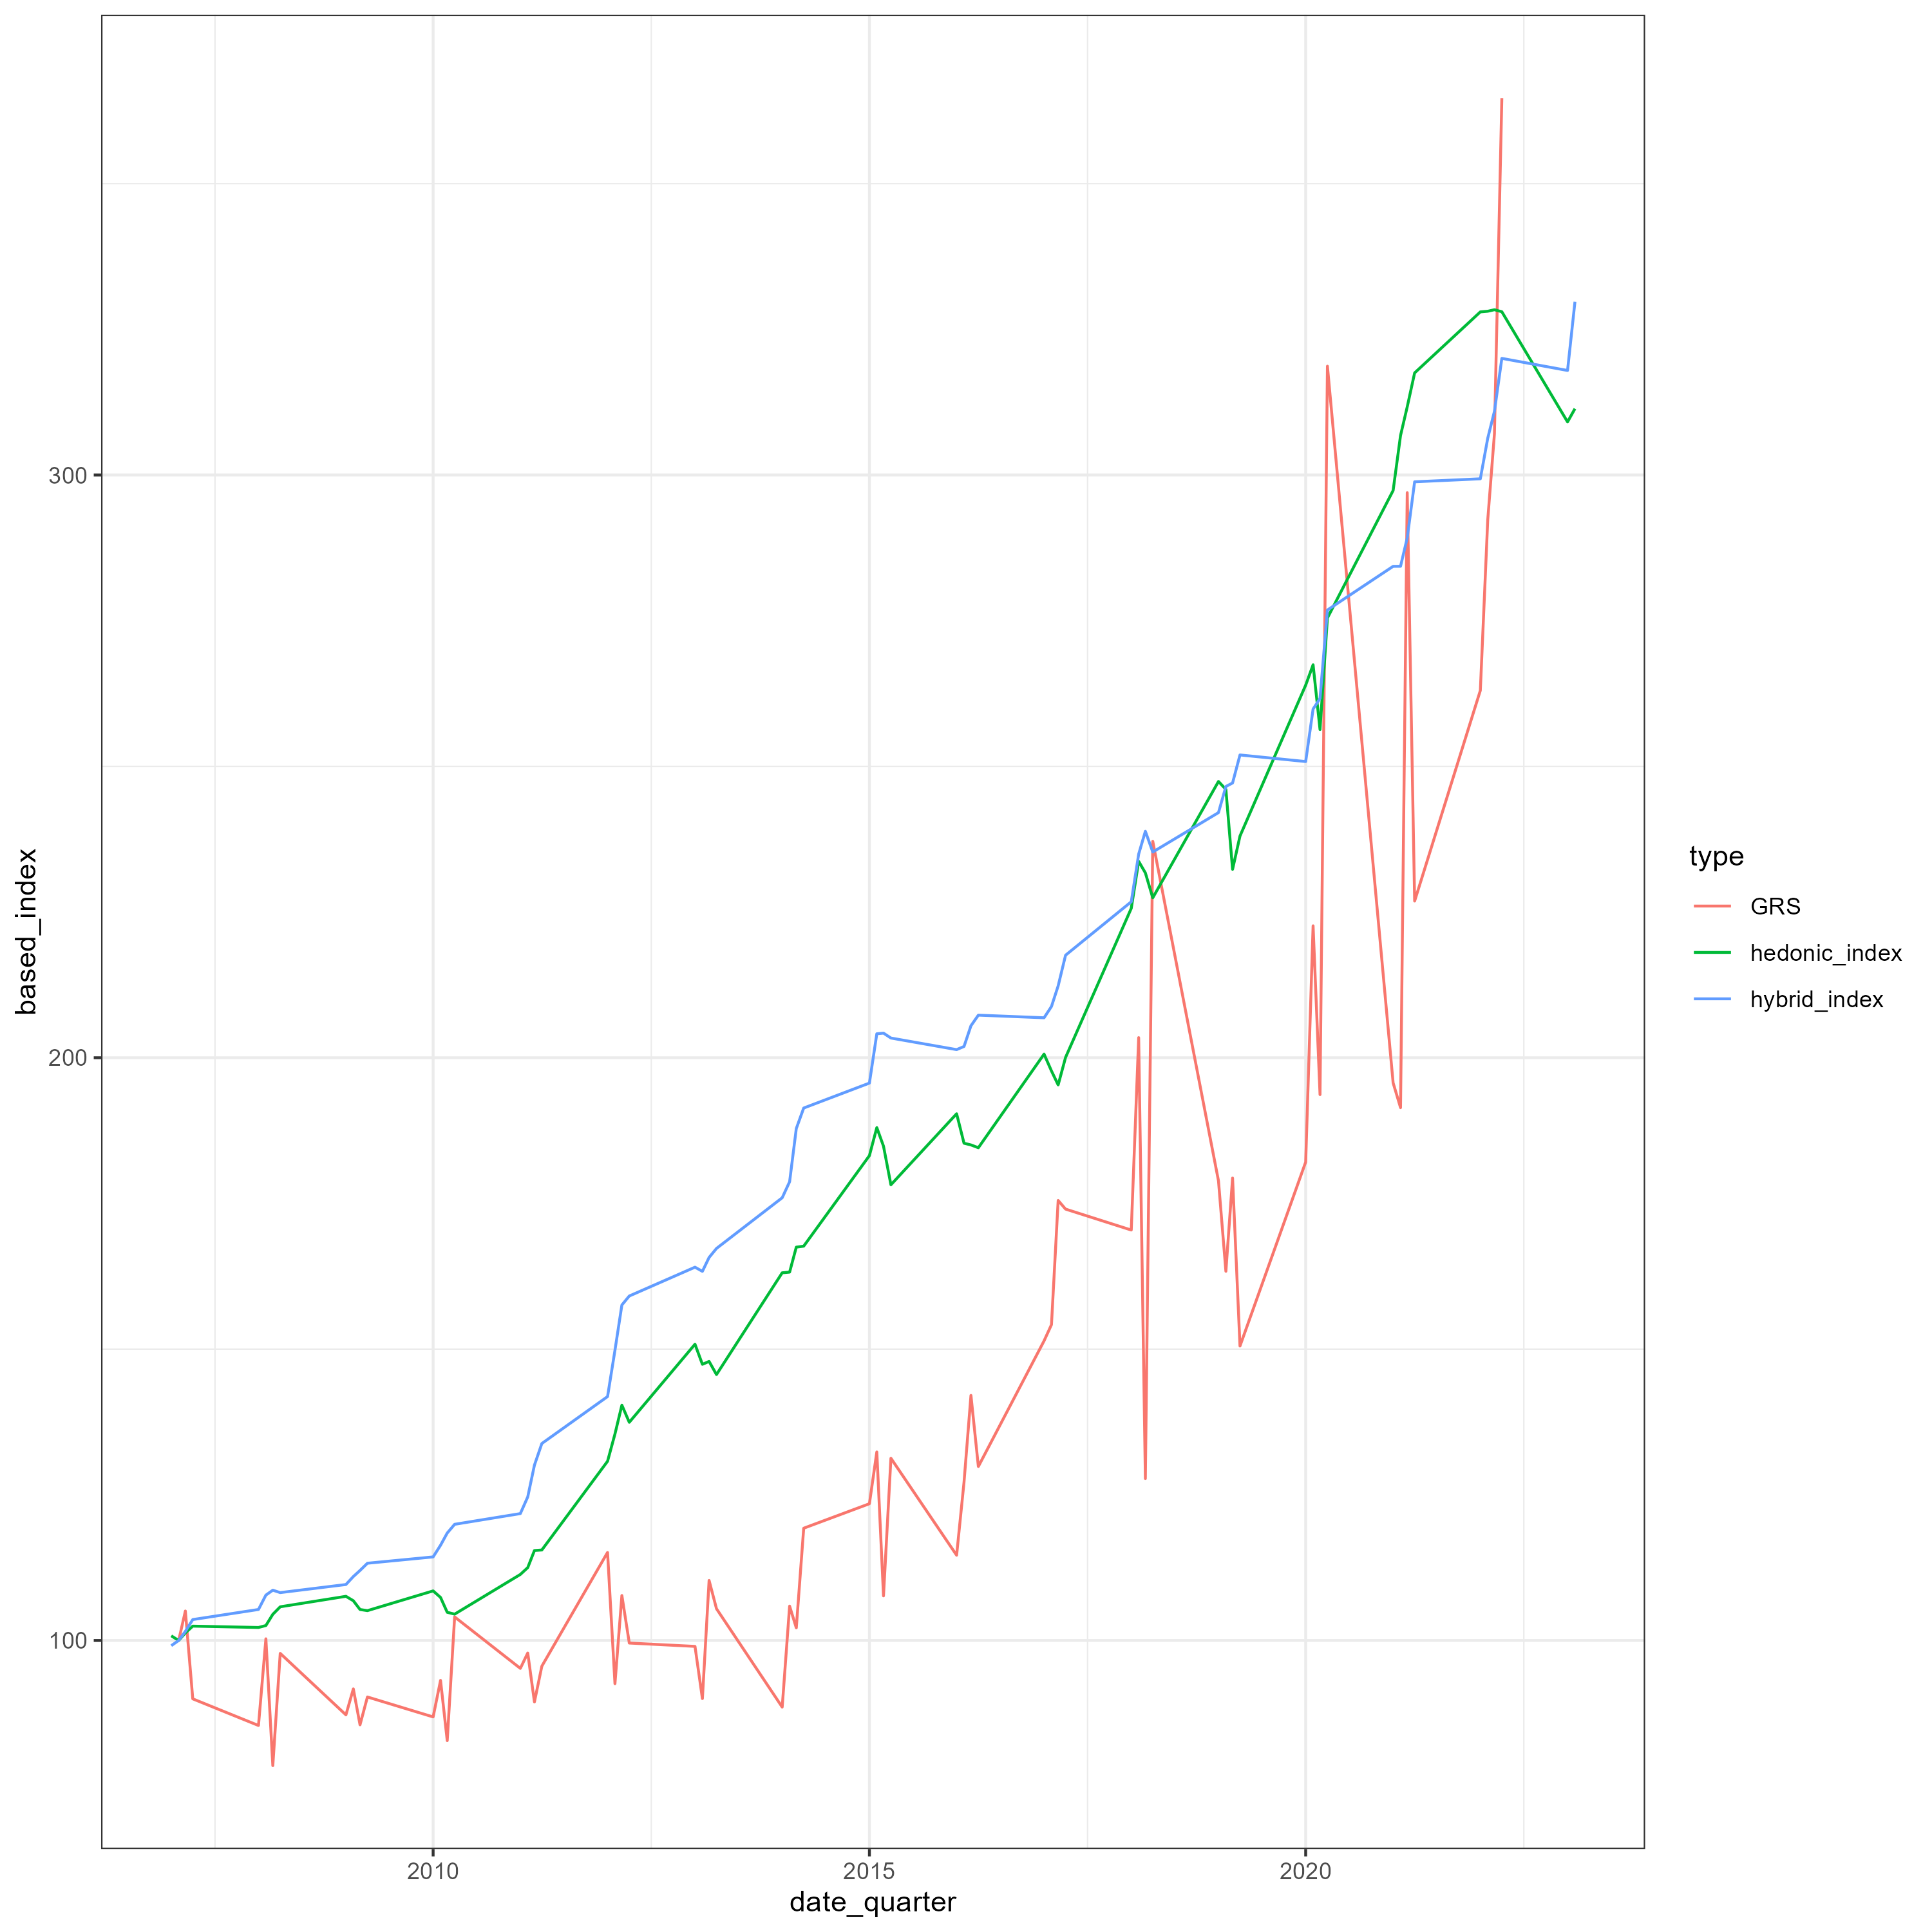 based_index
300
200
100
2010
2015
2020
date_quarter
type
GRS
hedonic_index
hybrid_index